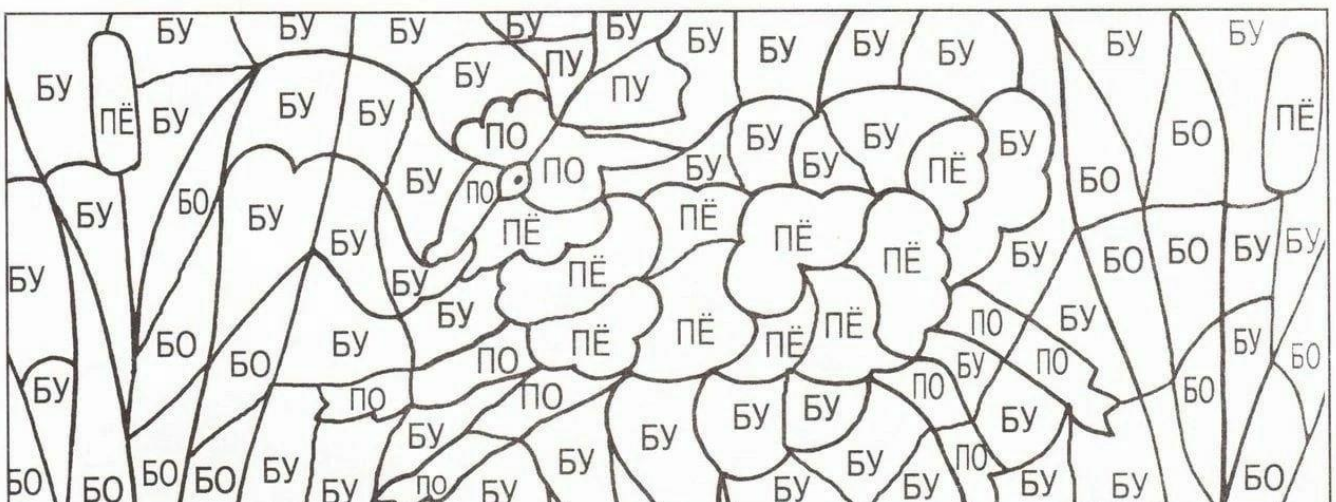 БУ БУ БУ БУ БУ БУ БУ БУ БУ БУ БУ
БУ ПЁ БУ БУ БУ БУ ПУ ПУ БУ БУ БУ БО ПЁ
ПО ПО ПО БУ БУ ПЁ БО
БУ БО БУ БУ ПЁ ПЁ ПЁ ПЁ БУ БО БО БУ БУ
БУ БУ БУ ПЁ
БО БО БУ ПО ПЁ ПЁ ПЁ ПЁ ПО БУ ПО БУ БО
БУ ПО ПО БУ БУ ПО БУ БО
БУ БУ БУ БУ ПО
БО БО БО БО БУ БУ ПО БУ БУ БУ БУ БУ БУ БО